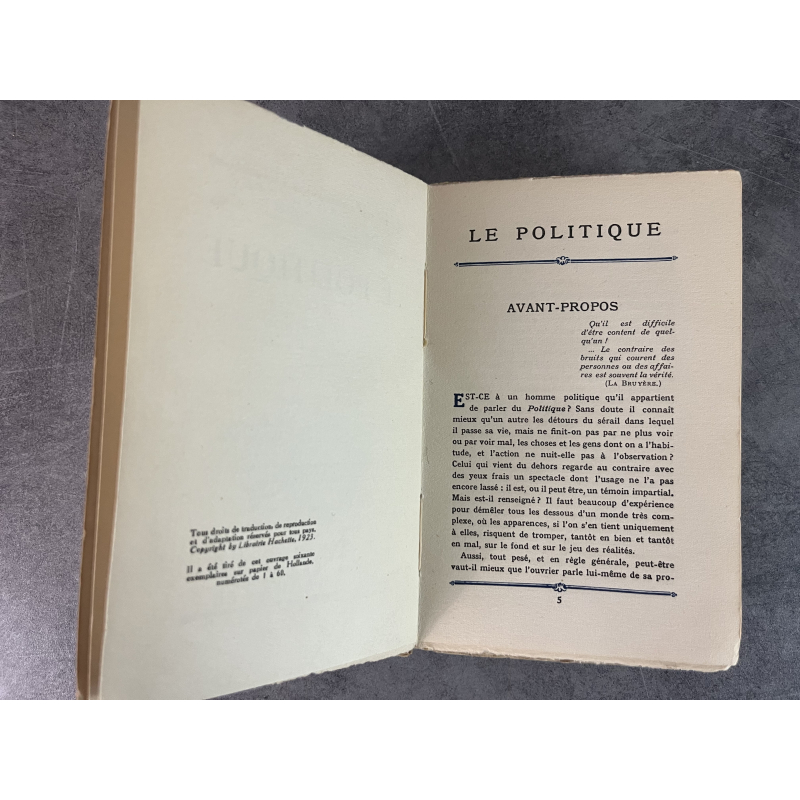 Tous droits de traduction, de reproduction
et d'adaptation réservés pour tous pays.
Copyright by Librairie Hachette, 1923.
Il a été tiré de cet ouvrage soixante
exemplaires sur papier de Hollande,
numérotés de 1 à 60.
LE POLITIQUE
AVANT-PROPOS
Qu'il est difficile
d'être content de quel-
qu'un !
... Le contraire des
bruits qui courent des
personnes ou des affai-
res est souvent la vérité.
(LA BRUYÈRE.)
EST-CE à un homme politique qu'il appartient
de parler du Politique? Sans doute il connaît
mieux qu'un autre les détours du sérail dans lequel
il passe sa vie, mais ne finit-on pas par ne plus voir
ou par voir mal, les choses et les gens dont on a l'habi-
tude, et l'action ne nuit-elle pas à l'observation?
Celui qui vient du dehors regarde au contraire avec
des yeux frais un spectacle dont l'usage ne l'a pas
encore lassé : il est, ou il peut être, un témoin impartial.
Mais est-il renseigné? Il faut beaucoup d'expérience
pour démêler tous les dessous d'un monde très com-
plexe, où les apparences, si l'on s'en tient uniquement
à elles, risquent de tromper, tantôt en bien et tantôt
en mal, sur le fond et sur le jeu des réalités.
Aussi, tout pesé, et en règle générale, peut-être
vaut-il mieux que l'ouvrier parle lui-même de sa pro-
5